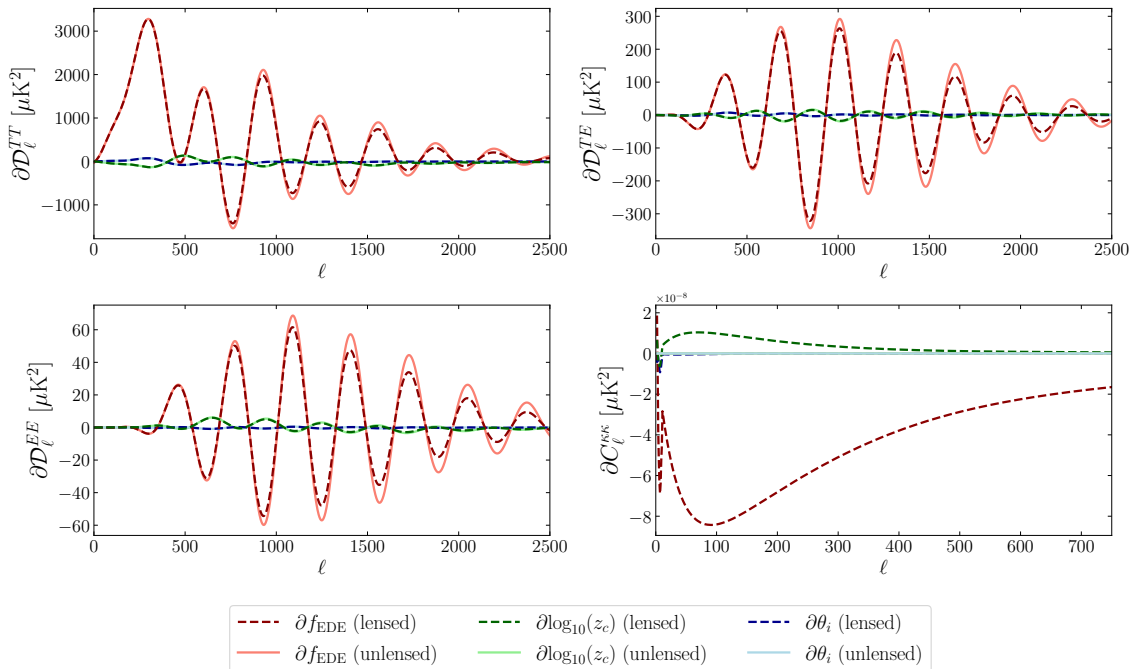 3000
2000
1000
0
−1000
0 500 1000 1500 2000 2500
ℓ
∂𝒟_ℓ^{TT} [μK²]
300
200
100
0
−100
−200
−300
0 500 1000 1500 2000 2500
ℓ
∂𝒟_ℓ^{TE} [μK²]
60
40
20
0
−20
−40
−60
0 500 1000 1500 2000 2500
ℓ
∂𝒟_ℓ^{EE} [μK²]
×10⁻⁸
2
0
−2
−4
−6
−8
0 100 200 300 400 500 600 700
ℓ
∂C_ℓ^{κκ} [μK²]
∂f_EDE (lensed) ∂log₁₀(z_c) (lensed) ∂θ_i (lensed)
∂f_EDE (unlensed) ∂log₁₀(z_c) (unlensed) ∂θ_i (unlensed)